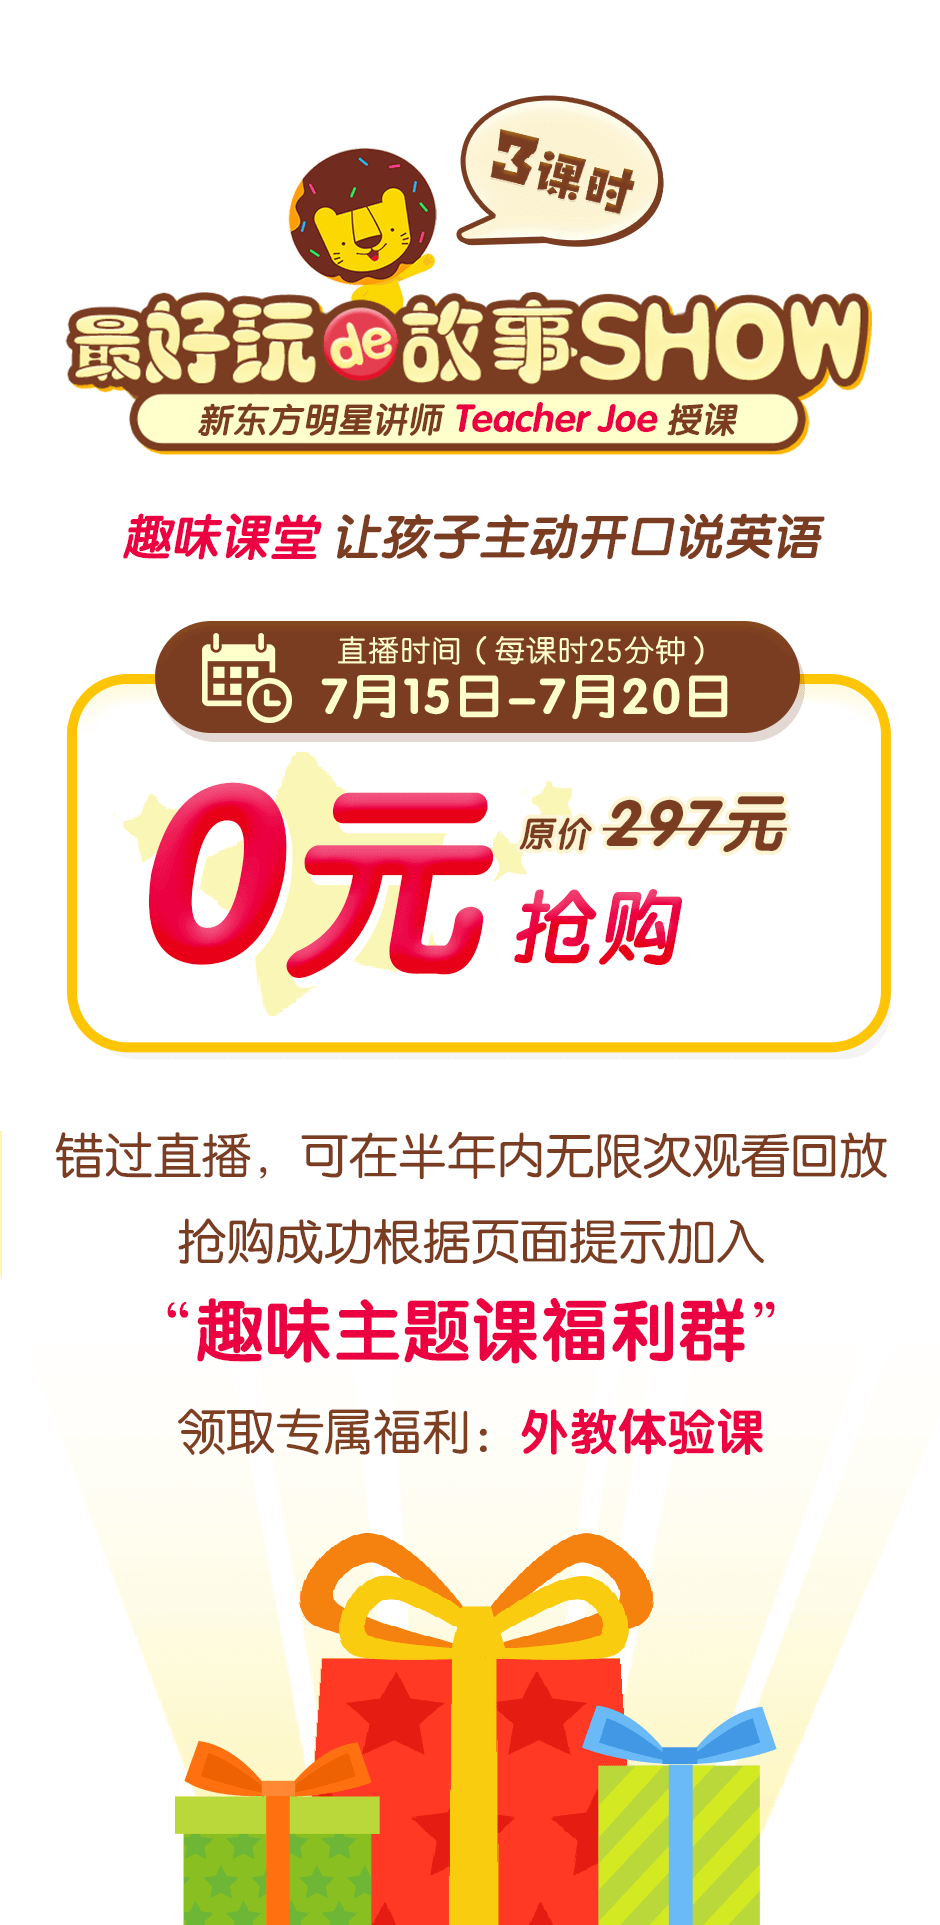 3课时
最好玩de故事SHOW
新东方明星讲师 Teacher Joe 授课
趣味课堂 让孩子主动开口说英语
直播时间（每课时25分钟）
7月15日-7月20日
0元 原价 297元
抢购
错过直播，可在半年内无限次观看回放
抢购成功根据页面提示加入
“趣味主题课福利群”
领取专属福利：外教体验课